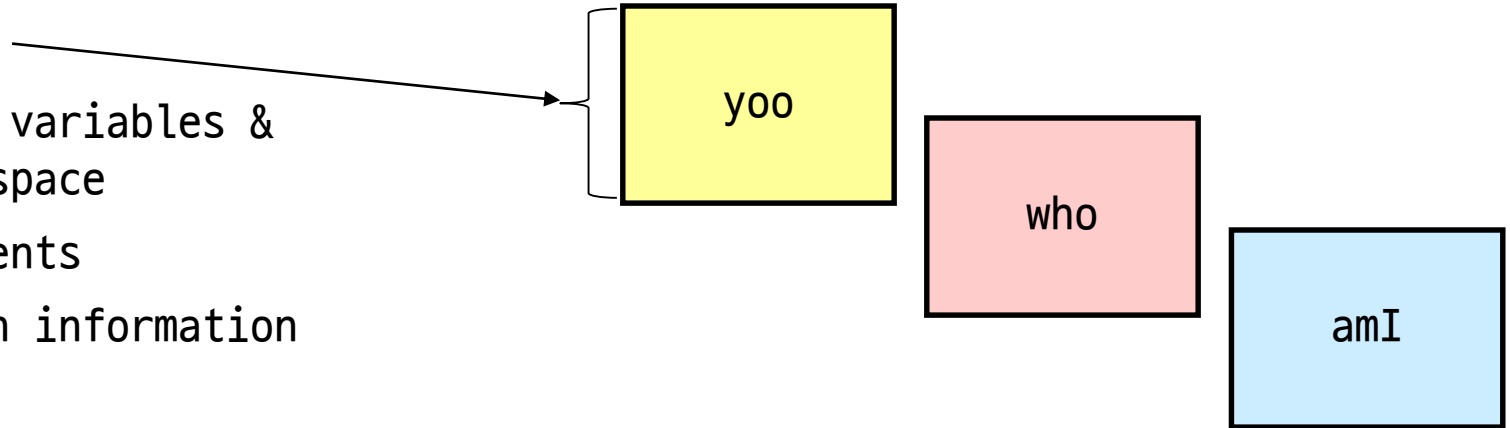 variables &
space
ents
n information
yoo
who
amI